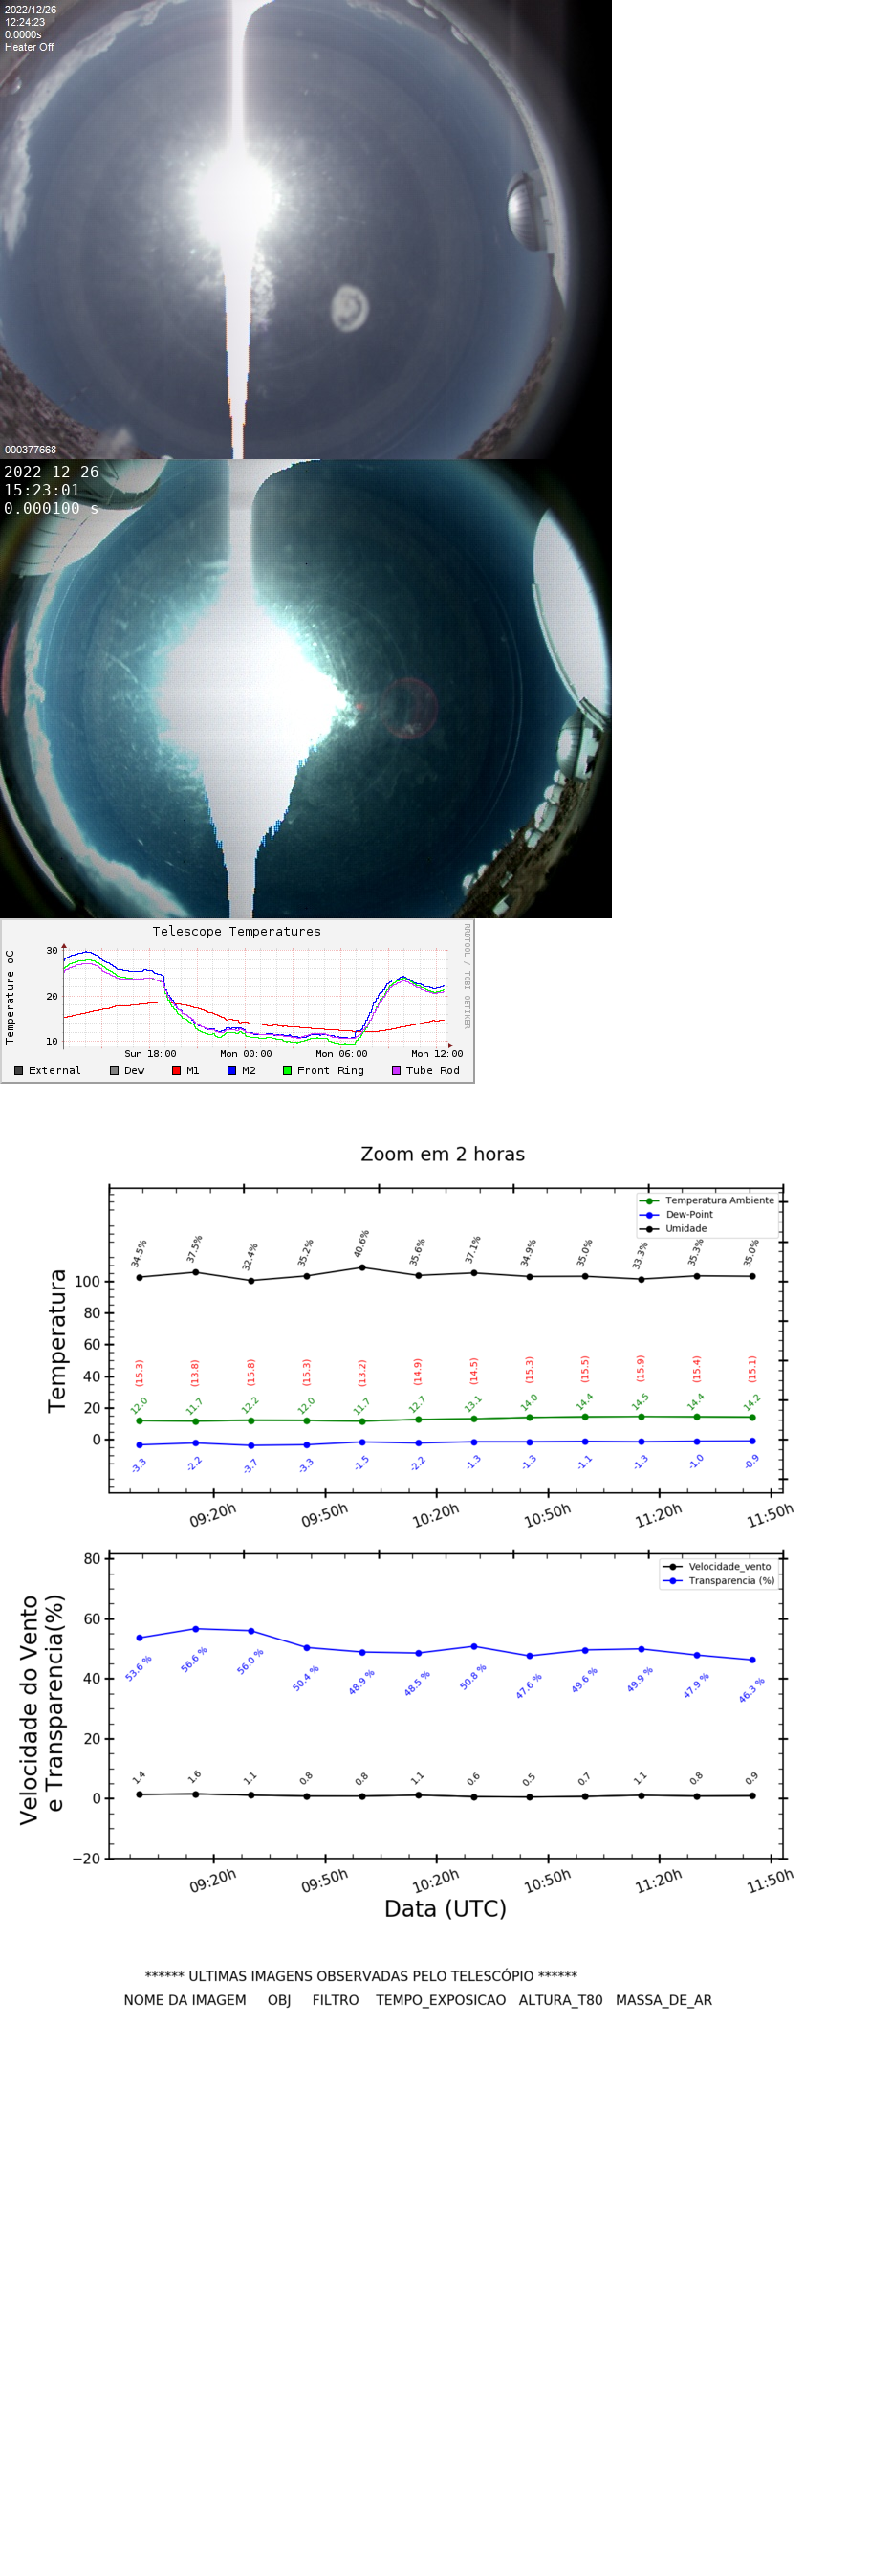 2022/12/26
12:24:23
0.0000s
Heater Off
000377668
2022-12-26
15:23:01
0.000100 s
Telescope Temperatures
Temperature oC
30
20
10
Sun 18:00 Mon 00:00 Mon 06:00 Mon 12:00
External Dew M1 M2 Front Ring Tube Rod
RRDTOOL / TOBI OETIKER
Zoom em 2 horas
Temperatura
Temperatura Ambiente
Dew-Point
Umidade
34.5% 37.5% 32.4% 35.2% 40.6% 35.6% 37.1% 34.9% 35.0% 33.3% 35.3% 35.0%
100
80
60
40
20
0
(15.3) (13.8) (15.8) (15.3) (13.2) (14.9) (14.5) (15.3) (15.5) (15.9) (15.4) (15.1)
12.0 11.7 12.2 12.0 11.7 12.7 13.1 14.0 14.4 14.5 14.4 14.2
-3.3 -2.2 -3.7 -3.3 -1.5 -2.2 -1.3 -1.3 -1.1 -1.3 -1.0 -0.9
09:20h 09:50h 10:20h 10:50h 11:20h 11:50h
Velocidade do Vento
e Transparencia(%)
Velocidade_vento
Transparencia (%)
80
60
40
20
0
−20
53.6 % 56.6 % 56.0 % 50.4 % 48.9 % 48.5 % 50.8 % 47.6 % 49.6 % 49.9 % 47.9 % 46.3 %
1.4 1.6 1.1 0.8 0.8 1.1 0.6 0.5 0.7 1.1 0.8 0.9
09:20h 09:50h 10:20h 10:50h 11:20h 11:50h
Data (UTC)
****** ULTIMAS IMAGENS OBSERVADAS PELO TELESCÓPIO ******
NOME DA IMAGEM OBJ FILTRO TEMPO_EXPOSICAO ALTURA_T80 MASSA_DE_AR